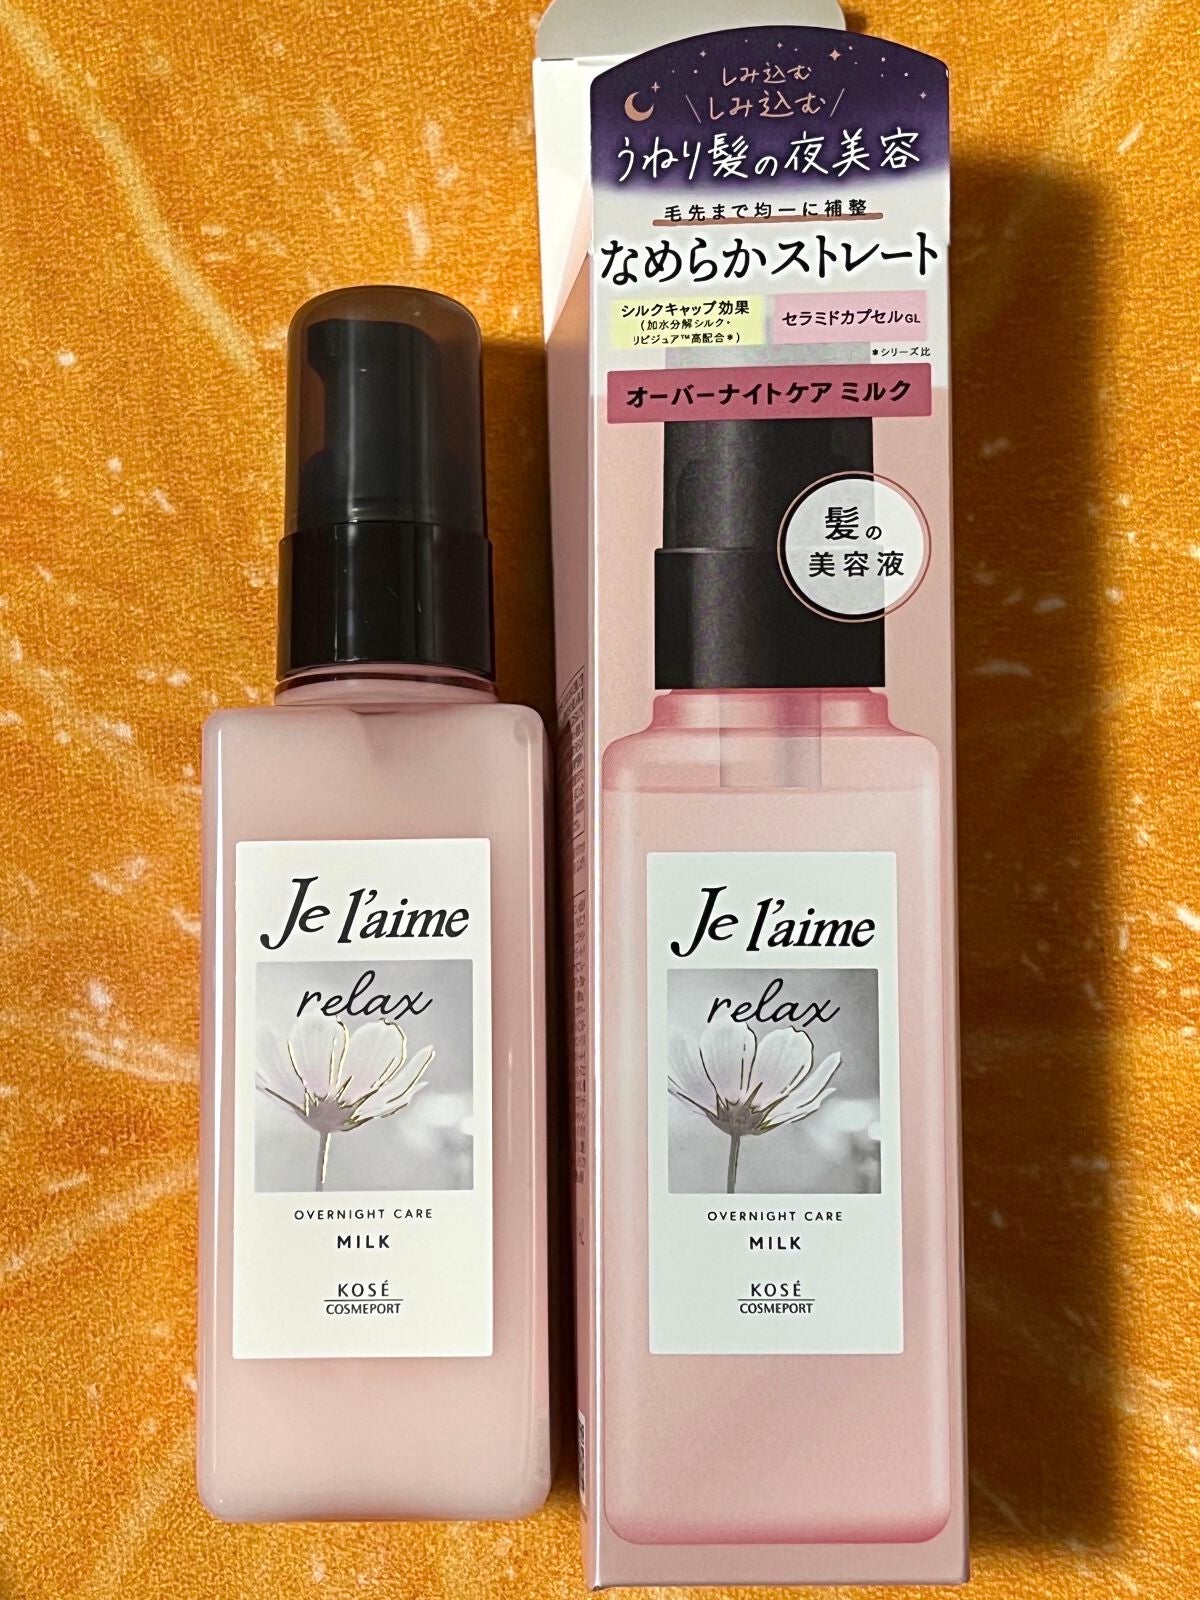 しみ込む
\しみ込む/
うねり髪の夜美容
毛先まで均一に補整
なめらかストレート
シルクキャップ効果
(加水分解シルク・
リピジュア™高配合*)
セラミドカプセルGL
*シリーズ比
オーバーナイトケア ミルク
髪の
美容液
Je l'aime
relax
OVERNIGHT CARE
MILK
KOSÉ
COSMEPORT
Je l'aime
relax
OVERNIGHT CARE
MILK
KOSÉ
COSMEPORT